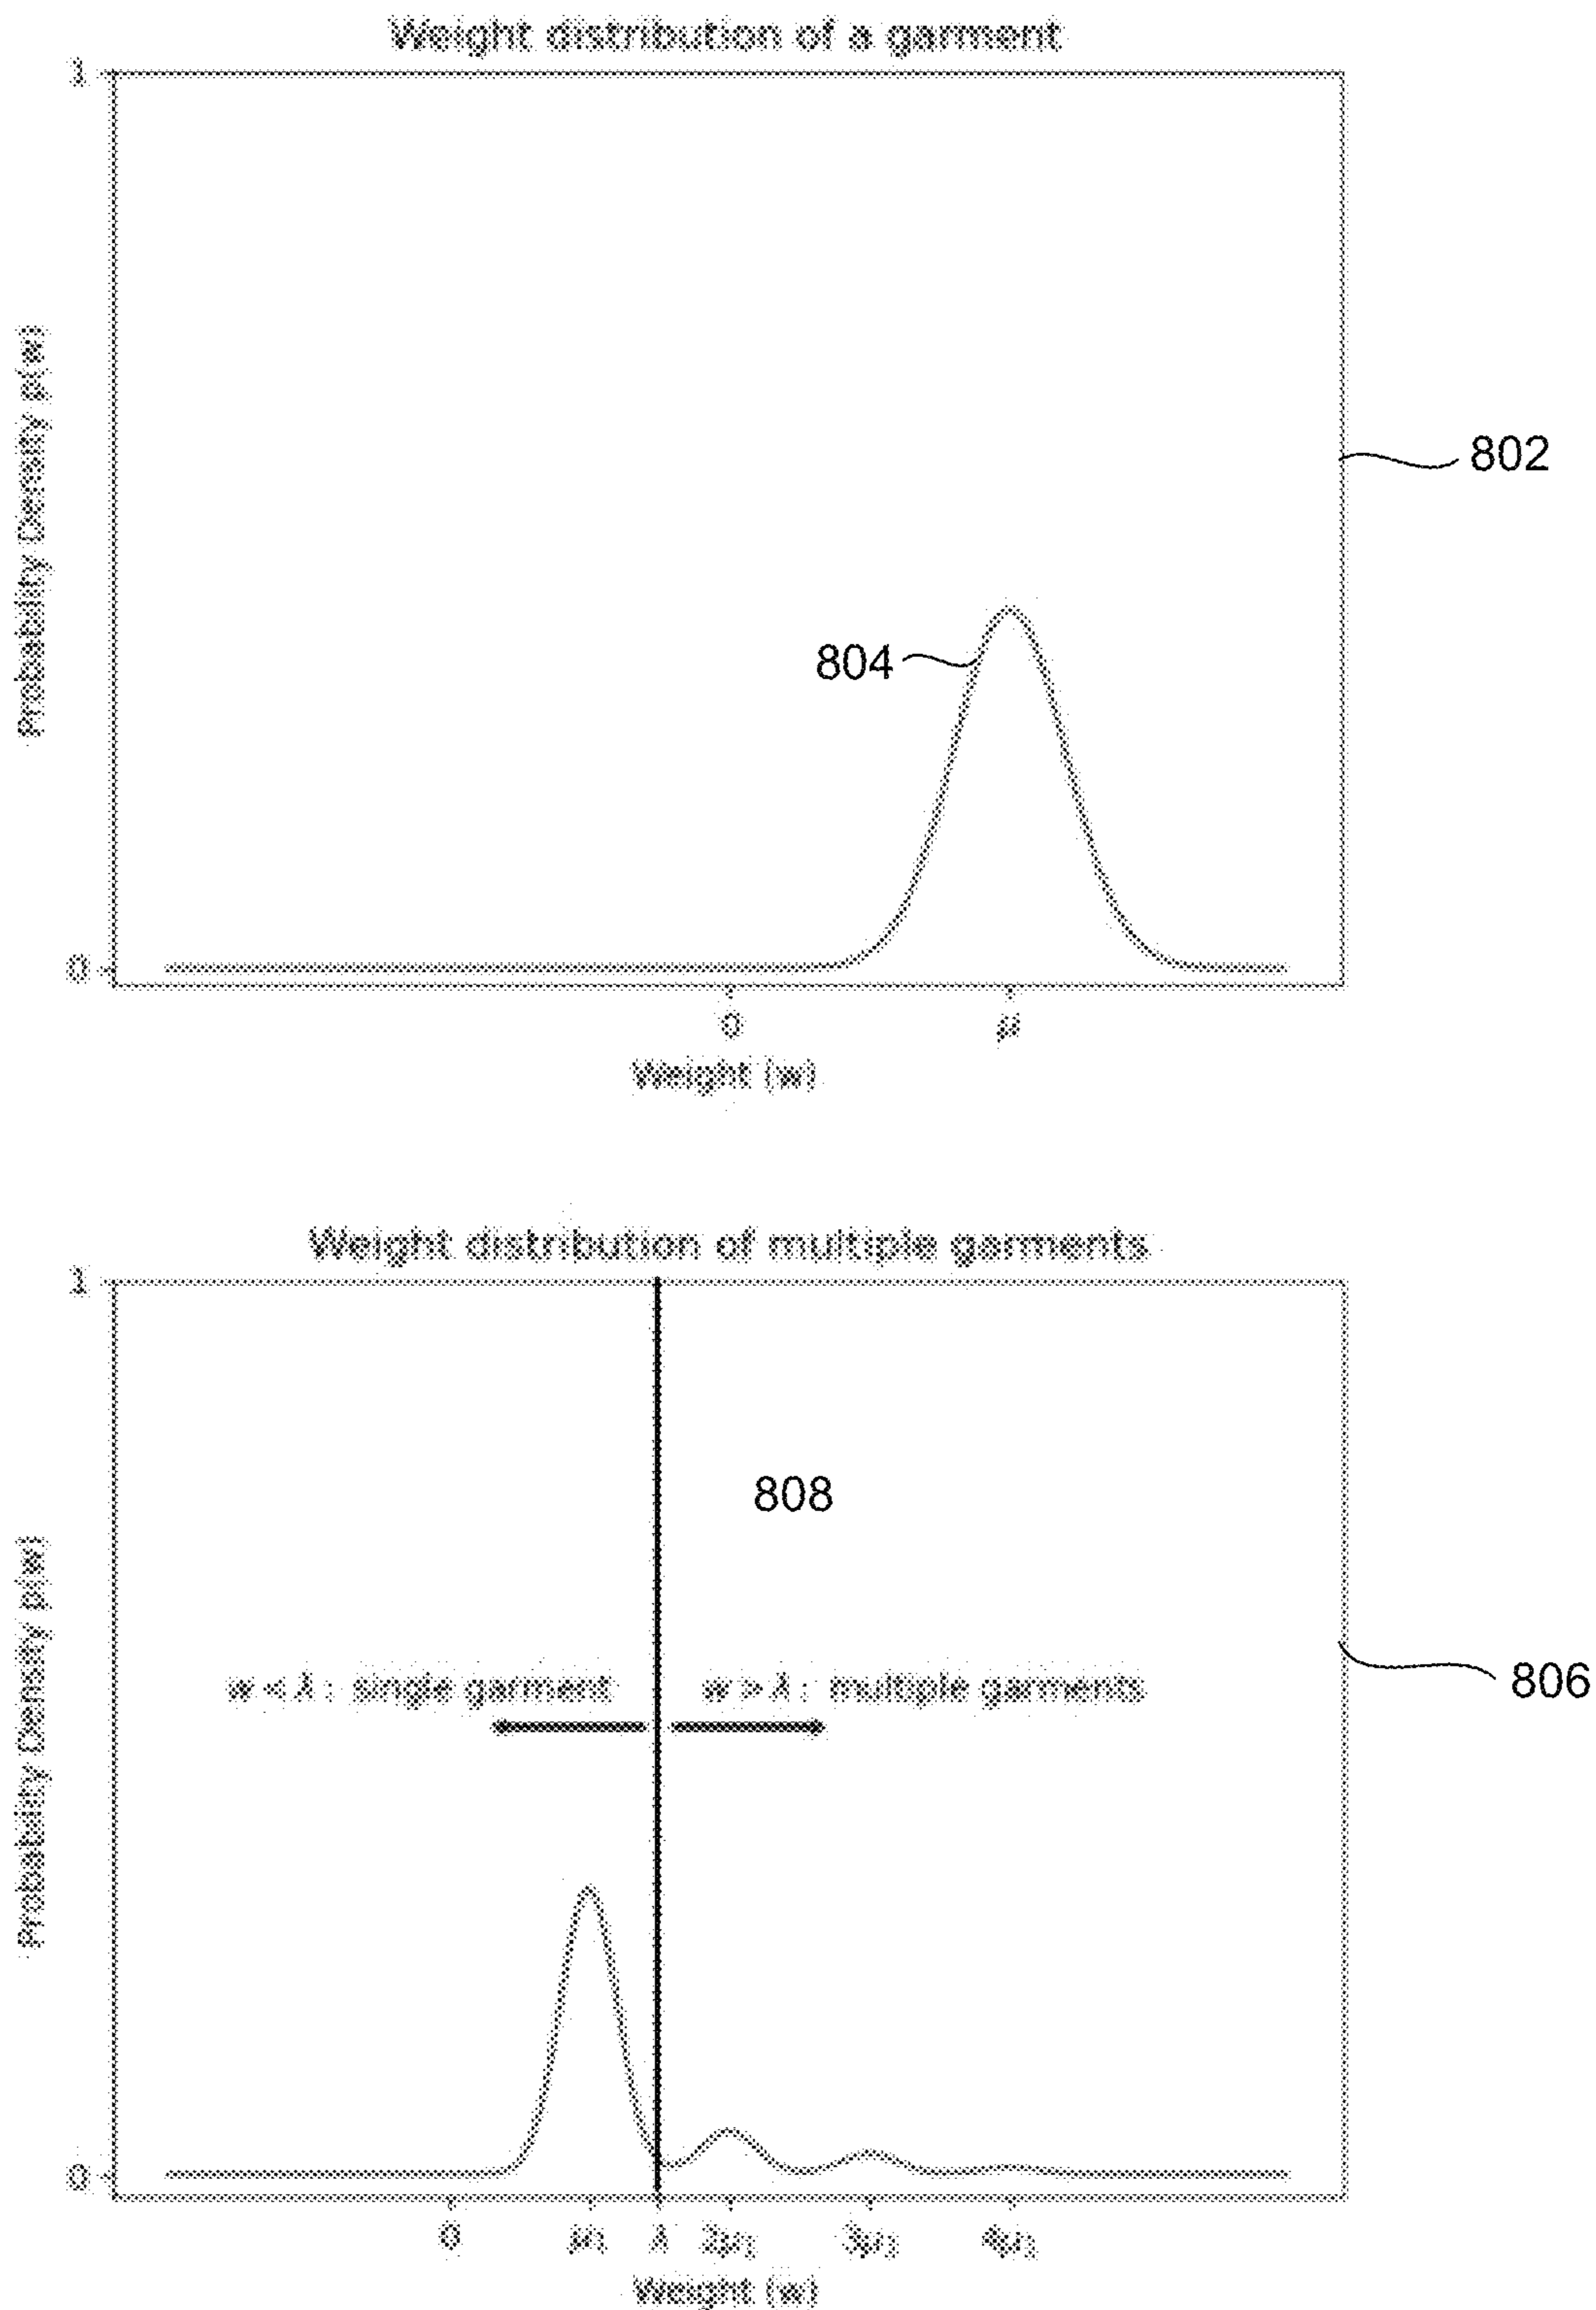 Weight distribution of a garment
1
Probability Density p(w)
802
804
0
0 μ
Weight (w)
Weight distribution of multiple garments
1
808
Probability Density p(w)
w < λ : single garment w > λ : multiple garments
806
0
0 μ₁ λ 2μ₁ 3μ₁ 4μ₁
Weight (w)